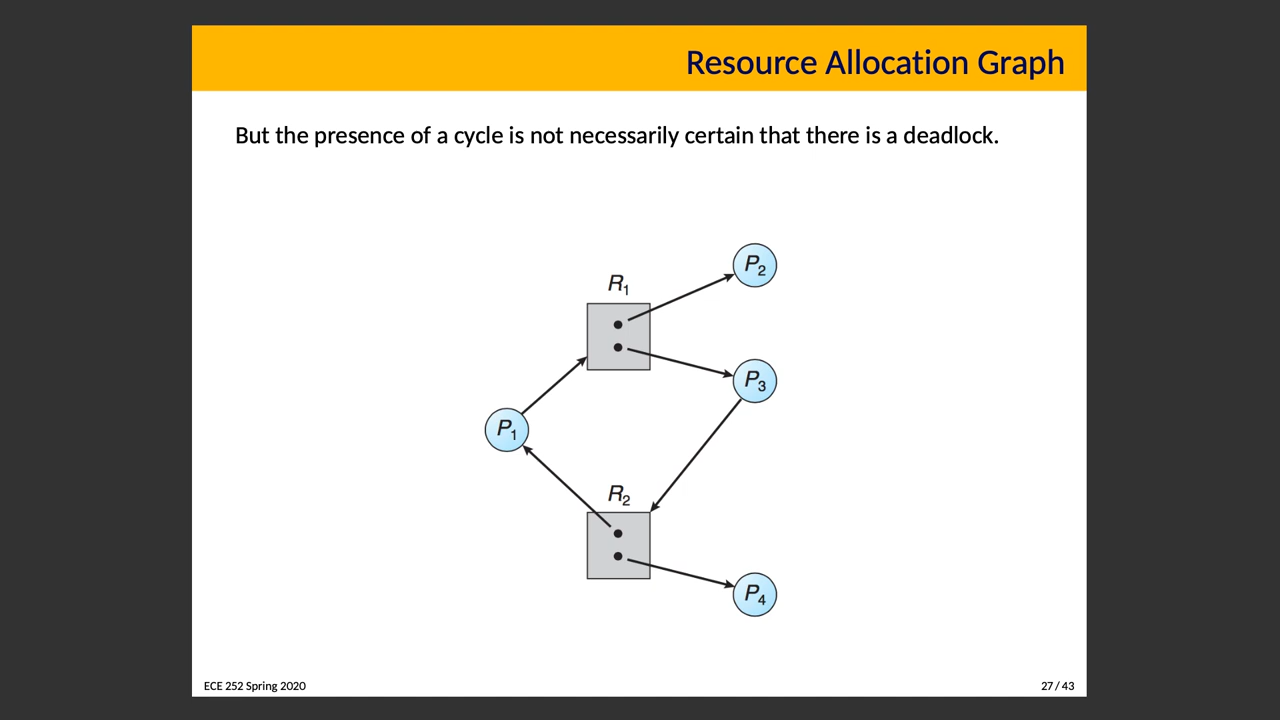 Resource Allocation Graph
But the presence of a cycle is not necessarily certain that there is a deadlock.
P2
R1
P3
P1
R2
P4
ECE 252 Spring 2020
27 / 43